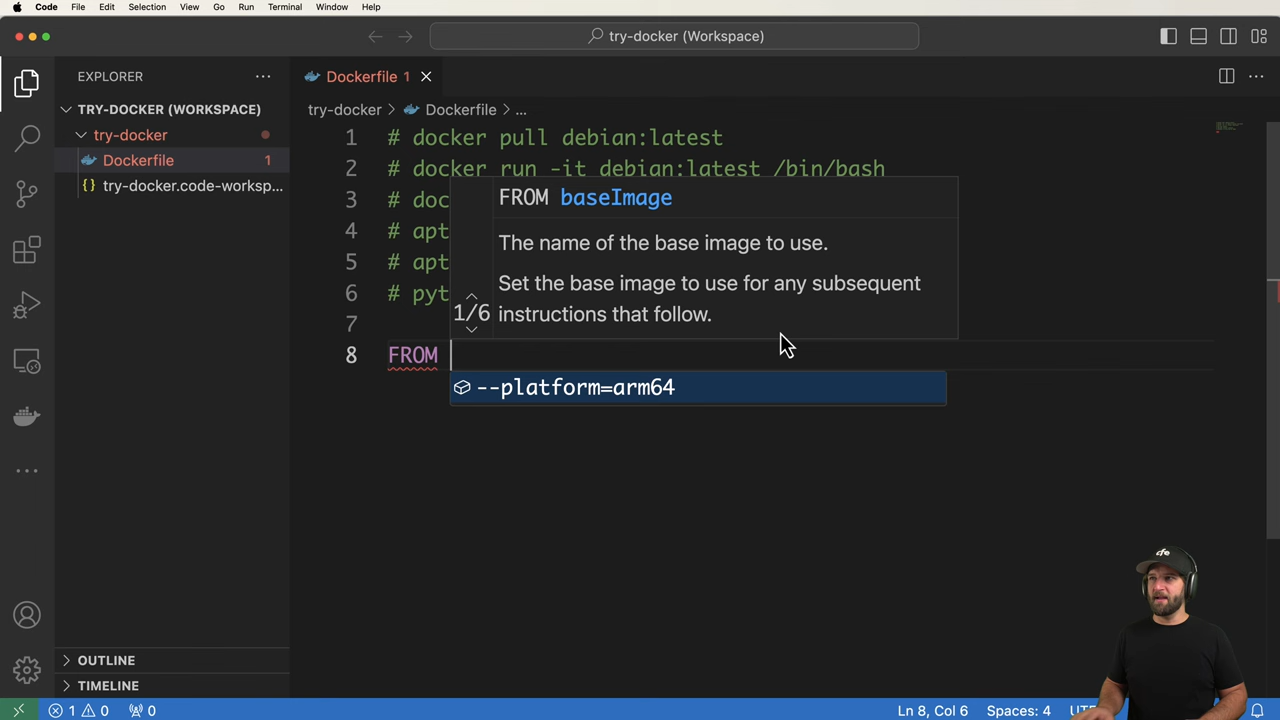 Code File Edit Selection View Go Run Terminal Window Help
try-docker (Workspace)
EXPLORER
Dockerfile 1
TRY-DOCKER (WORKSPACE)
try-docker > Dockerfile > ...
try-docker
Dockerfile 1
try-docker.code-worksp...
1 # docker pull debian:latest
2 # docker run -it debian:latest /bin/bash
3 # doc
4 # apt
5 # apt
6 # pyt
7
8 FROM
FROM baseImage
The name of the base image to use.
Set the base image to use for any subsequent
instructions that follow.
1/6
--platform=arm64
cfe
OUTLINE
TIMELINE
1 0 0 Ln 8, Col 6 Spaces: 4 UTF